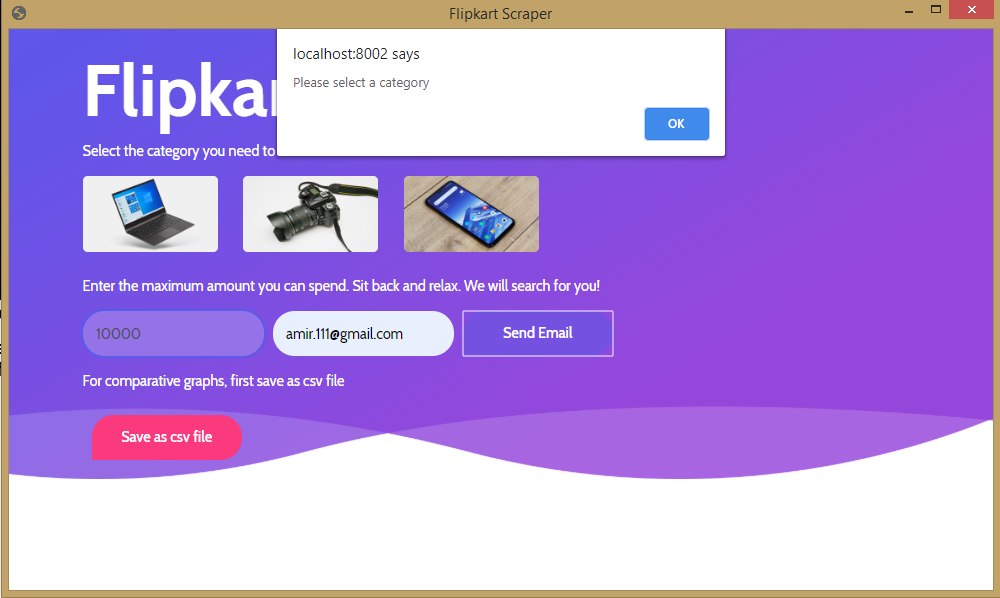 Flipkart Scraper
localhost:8002 says
Please select a category
OK
Flipkar
Select the category you need to
Enter the maximum amount you can spend. Sit back and relax. We will search for you!
10000
amir.111@gmail.com
Send Email
For comparative graphs, first save as csv file
Save as csv file